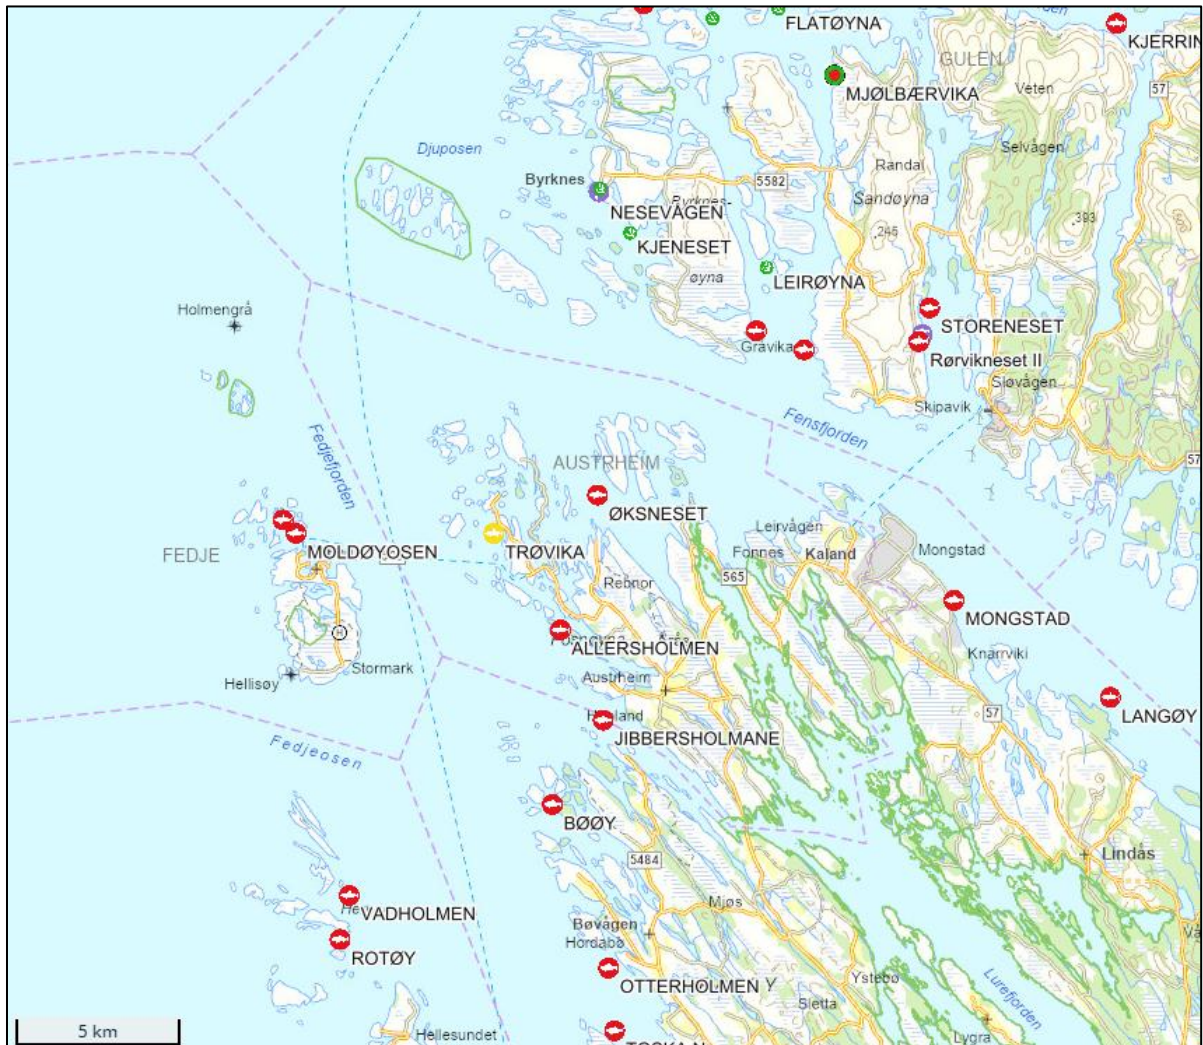 FLATØYNA
KJERRIN
GULEN
57
MJØLBÆRVIKA
Veten
Djuposen
Selvågen
Byrknes
Randal
5582
NESEVÅGEN
Byrknes-
Sandøyna
393
KJENESET
245
øyna
LEIRØYNA
Holmengrå
STORENESET
Gråvika
Rørvikneset II
Sløvågen
Skipavik
Fensfjorden
Fedjefjorden
57
AUSTRHEIM
ØKSNESET
Leirvågen
FEDJE
MOLDØYOSEN
TRØVIKA
Fonnes
Kaland
Mongstad
565
Rebnor
MONGSTAD
ALLERSHOLMEN
Knarrviki
Stormark
Austrheim
Hellisøy
LANGØY
57
JIBBERSHOLMANE
Fedjeosen
BØØY
5484
Lindås
Mjøs
VADHOLMEN
Bøvågen
Hordabø
ROTØY
OTTERHOLMEN
Y
Ystebø
Sletta
Lurefjorden
5 km
Hellesundet
Lygra